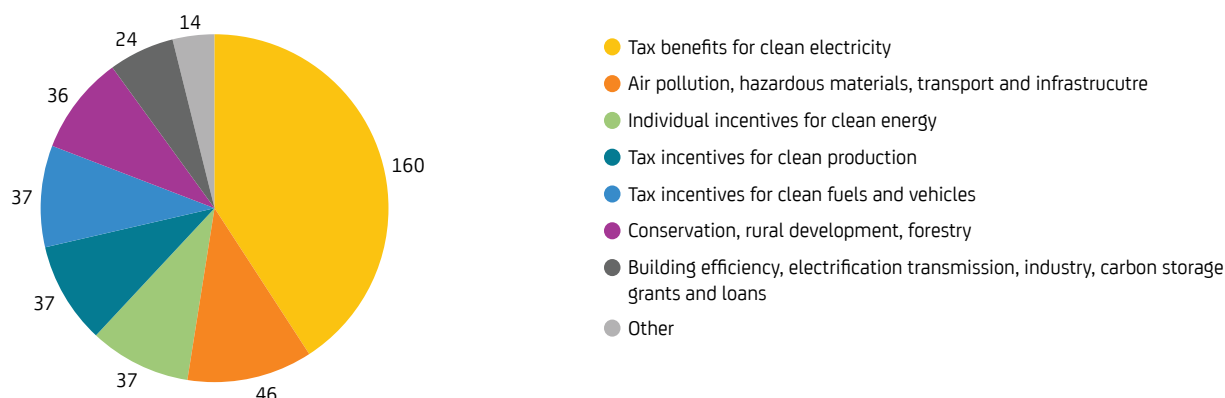 14
24
36
37
37
37
46
160
Tax benefits for clean electricity
Air pollution, hazardous materials, transport and infrastrucutre
Individual incentives for clean energy
Tax incentives for clean production
Tax incentives for clean fuels and vehicles
Conservation, rural development, forestry
Building efficiency, electrification transmission, industry, carbon storage
grants and loans
Other